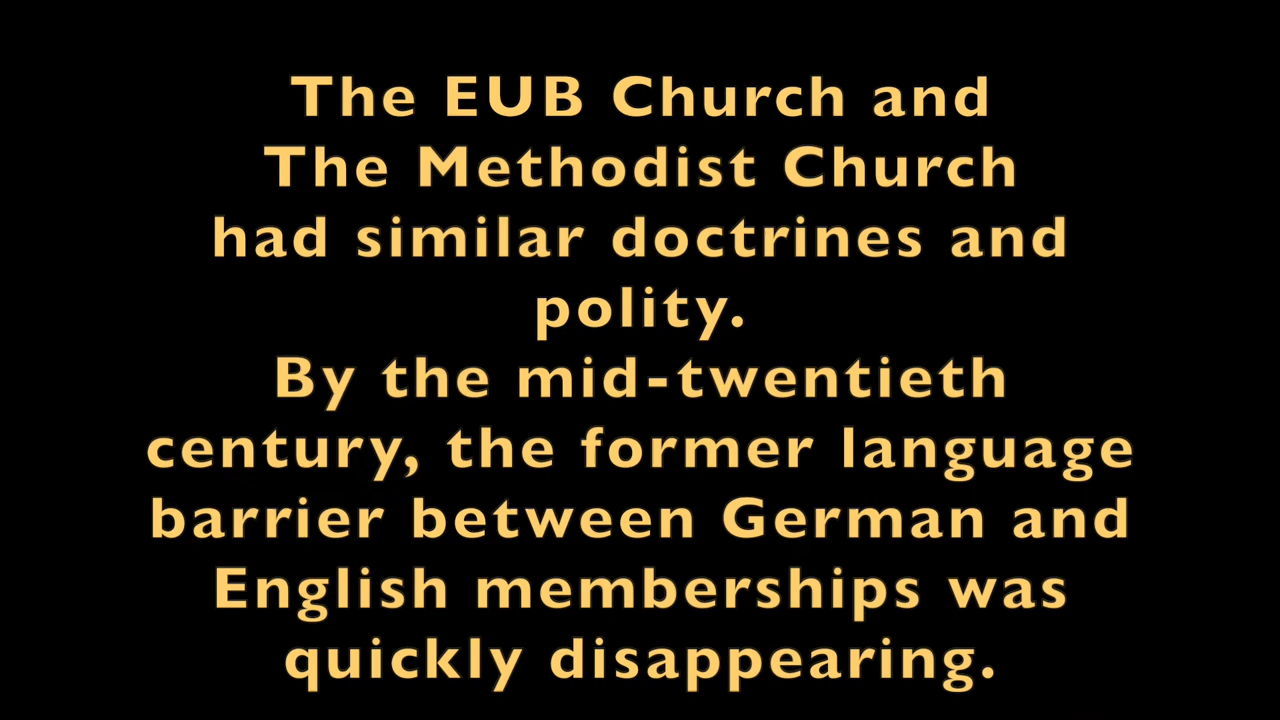 The EUB Church and
The Methodist Church
had similar doctrines and
polity.
By the mid-twentieth
century, the former language
barrier between German and
English memberships was
quickly disappearing.